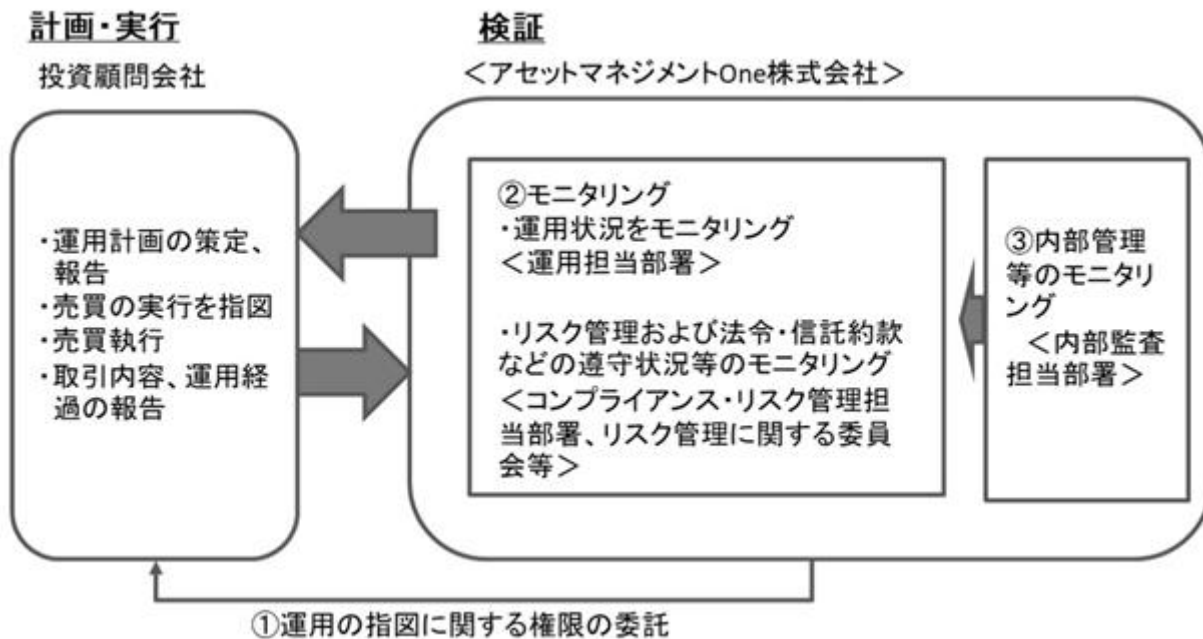 計画・実行
投資顧問会社
・運用計画の策定、
報告
・売買の実行を指図
・売買執行
・取引内容、運用経
過の報告
検証
＜アセットマネジメントOne株式会社＞
②モニタリング
・運用状況をモニタリング
＜運用担当部署＞
・リスク管理および法令・信託約款
などの遵守状況等のモニタリング
＜コンプライアンス・リスク管理担
当部署、リスク管理に関する委員
会等＞
③内部管理
等のモニタリ
ング
＜内部監査
担当部署＞
①運用の指図に関する権限の委託